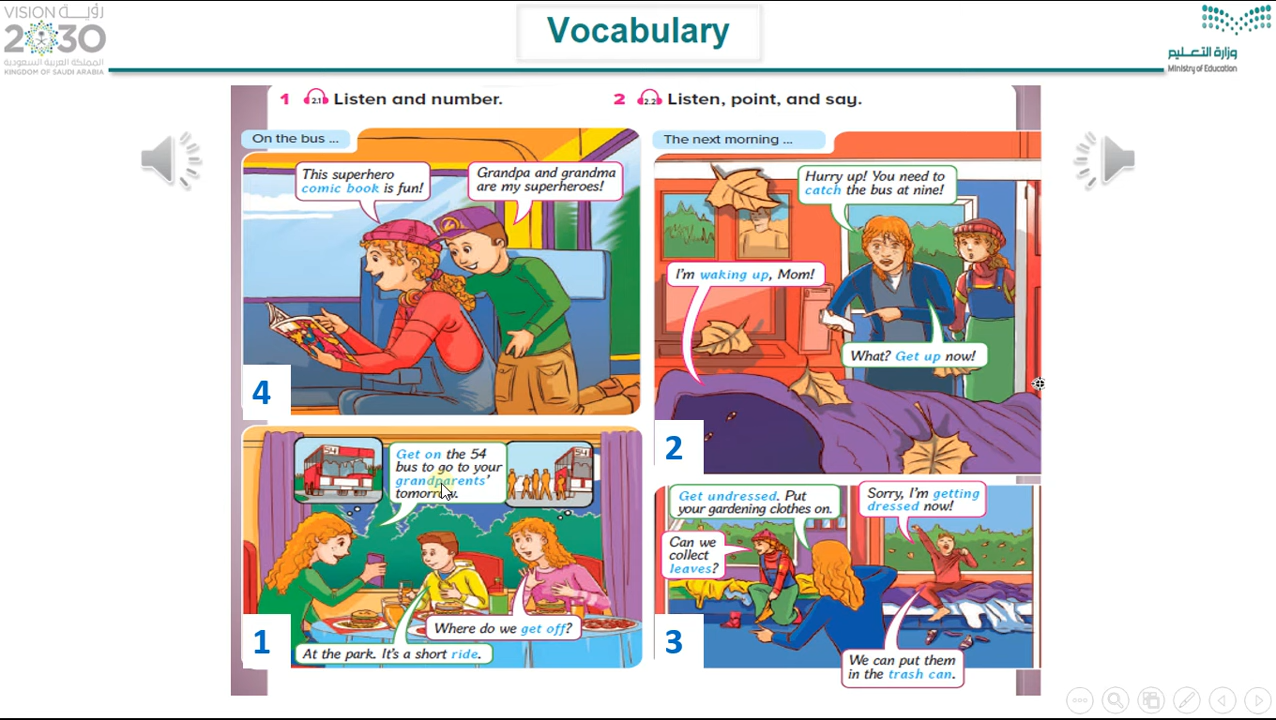 VISION رؤيــة
2030
المملكة العربية السعودية
KINGDOM OF SAUDI ARABIA
Vocabulary
وزارة التعليم
Ministry of Education
1 2.1 Listen and number.
2 2.2 Listen, point, and say.
On the bus ...
This superhero
comic book is fun!
Grandpa and grandma
are my superheroes!
4
The next morning ...
Hurry up! You need to
catch the bus at nine!
I'm waking up, Mom!
What? Get up now!
2
54
Get on the 54
bus to go to your
grandparents'
tomorrow.
54
Where do we get off?
At the park. It's a short ride.
1
Get undressed. Put
your gardening clothes on.
Sorry, I'm getting
dressed now!
Can we
collect
leaves?
We can put them
in the trash can.
3